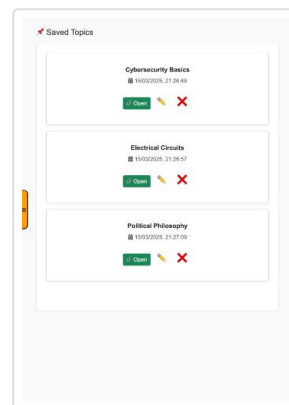 Saved Topics
Cybersecurity Basics
15/03/2025, 21:26:49
Open
Electrical Circuits
15/03/2025, 21:26:57
Open
Political Philosophy
15/03/2025, 21:27:09
Open